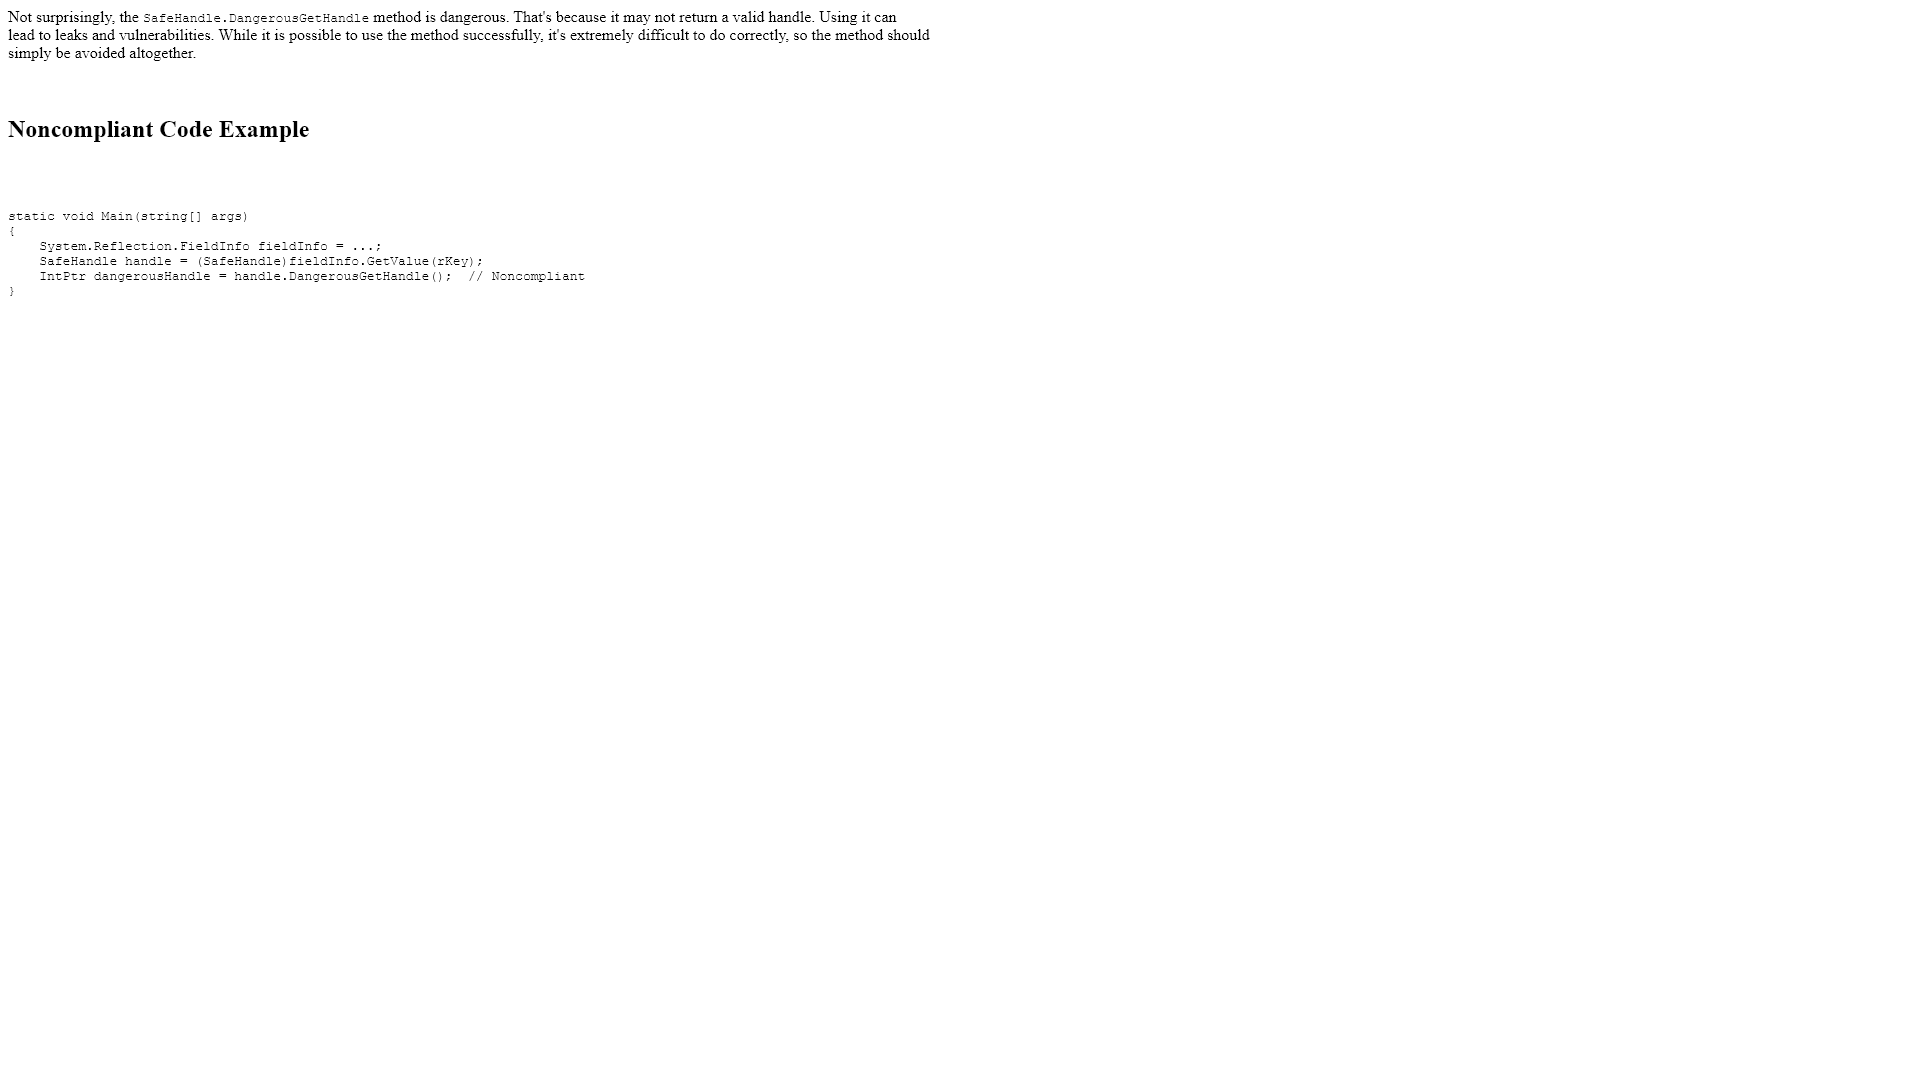 Not surprisingly, the SafeHandle.DangerousGetHandle method is dangerous. That's because it may not return a valid handle. Using it can
lead to leaks and vulnerabilities. While it is possible to use the method successfully, it's extremely difficult to do correctly, so the method should
simply be avoided altogether.
Noncompliant Code Example
static void Main(string[] args)
{
    System.Reflection.FieldInfo fieldInfo = ...;
    SafeHandle handle = (SafeHandle)fieldInfo.GetValue(rKey);
    IntPtr dangerousHandle = handle.DangerousGetHandle();  // Noncompliant
}